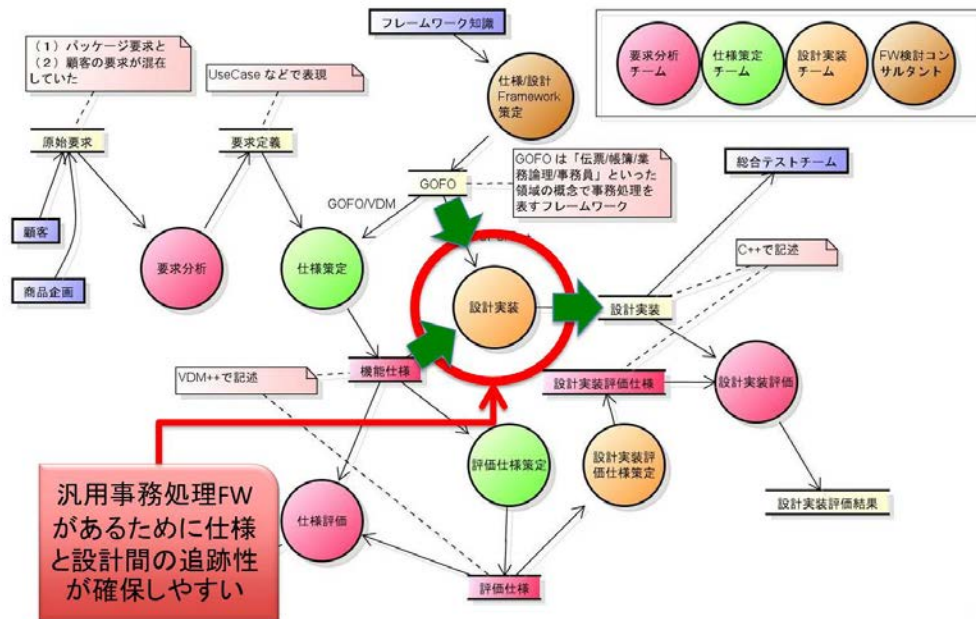 (1)パッケージ要求と
(2)顧客の要求が混在
していた
UseCase などで表現
フレームワーク知識
要求分析
チーム
仕様策定
チーム
設計実装
チーム
FW検討コン
サルタント
仕様/設計
Framework
策定
原始要求
要求定義
GOFO
GOFO は「伝票/帳簿/業
務論理/事務員」といった
領域の概念で事務処理を
表すフレームワーク
総合テストチーム
GOFO/VDM
顧客
要求分析
仕様策定
C++で記述
商品企画
設計実装
設計実装
VDM++で記述
機能仕様
設計実装評価仕様
設計実装評価
評価仕様策定
設計実装評
価仕様策定
汎用事務処理FW
があるために仕様
と設計間の追跡性
が確保しやすい
仕様評価
設計実装評価結果
評価仕様